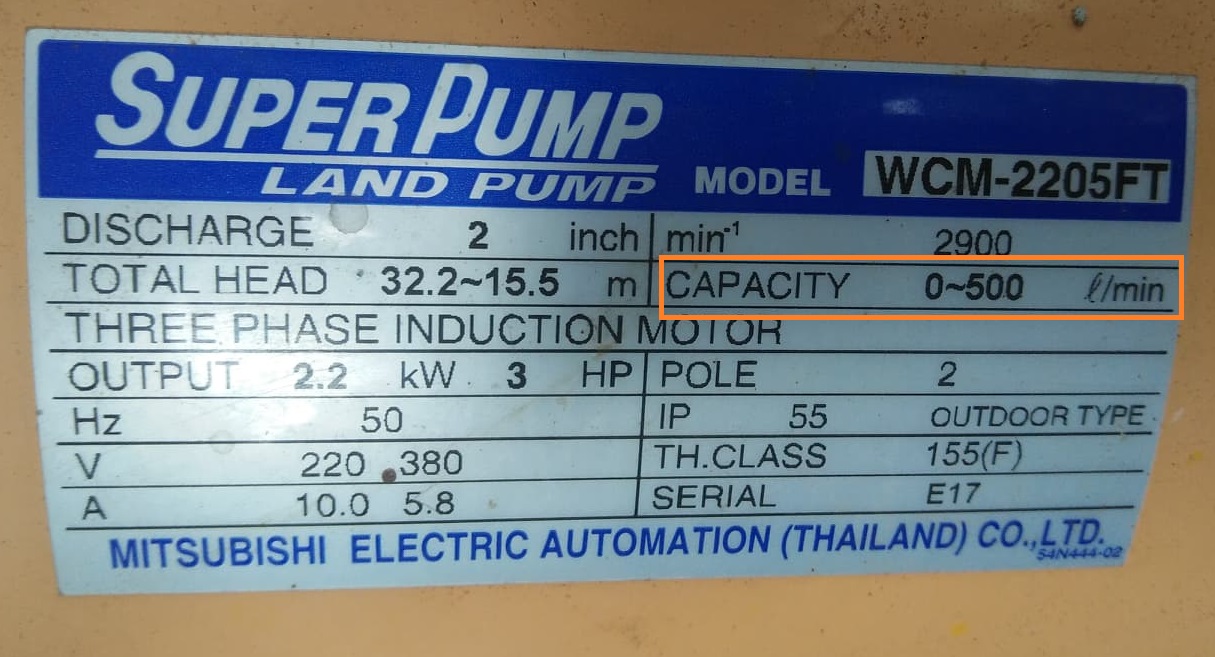 SUPER PUMP
LAND PUMP MODEL WCM-2205FT
DISCHARGE 2 inch min⁻¹ 2900
TOTAL HEAD 32.2~15.5 m CAPACITY 0~500 ℓ/min
THREE PHASE INDUCTION MOTOR
OUTPUT 2.2 kW 3 HP POLE 2
Hz 50 IP 55 OUTDOOR TYPE
V 220 380 TH.CLASS 155(F)
A 10.0 5.8 SERIAL E17
MITSUBISHI ELECTRIC AUTOMATION (THAILAND) CO.,LTD.
54N444-02